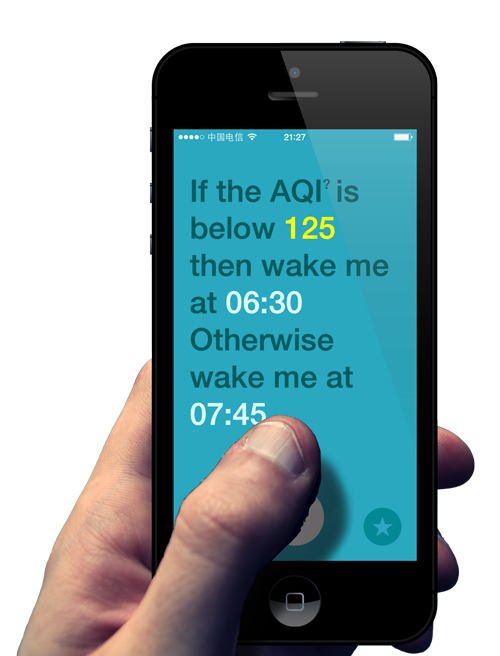 中国电信 21:27
If the AQI? is
below 125
then wake me
at 06:30
Otherwise
wake me at
07:45